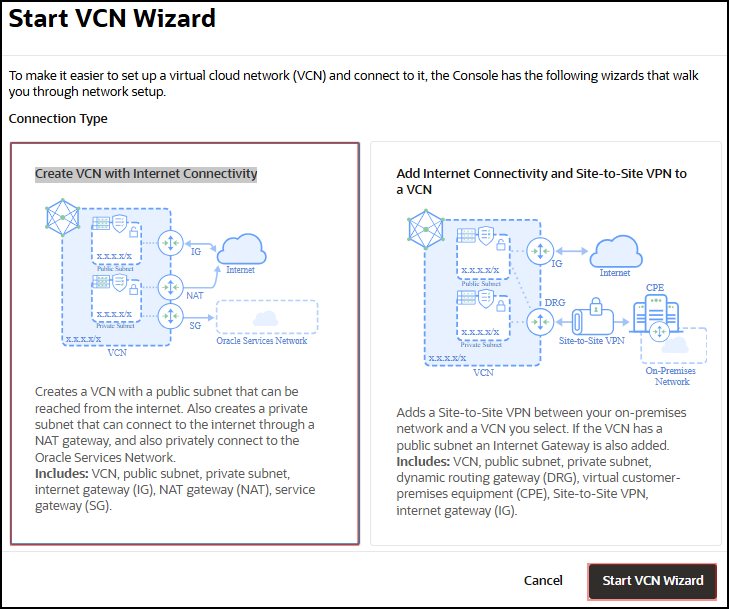 Start VCN Wizard
To make it easier to set up a virtual cloud network (VCN) and connect to it, the Console has the following wizards that walk
you through network setup.
Connection Type
Create VCN with Internet Connectivity
X.X.X.X/X
Public Subnet
IG
Internet
X.X.X.X/X
Private Subnet
NAT
SG
Oracle Services Network
X.X.X.X/X
VCN
Creates a VCN with a public subnet that can be
reached from the internet. Also creates a private
subnet that can connect to the internet through a
NAT gateway, and also privately connect to the
Oracle Services Network.
Includes: VCN, public subnet, private subnet,
internet gateway (IG), NAT gateway (NAT), service
gateway (SG).
Add Internet Connectivity and Site-to-Site VPN to
a VCN
X.X.X.X/X
Public Subnet
IG
Internet
CPE
DRG
X.X.X.X/X
Private Subnet
Site-to-Site VPN
X.X.X.X/X
VCN
On-Premises
Network
Adds a Site-to-Site VPN between your on-premises
network and a VCN you select. If the VCN has a
public subnet an Internet Gateway is also added.
Includes: VCN, public subnet, private subnet,
dynamic routing gateway (DRG), virtual customer-
premises equipment (CPE), Site-to-Site VPN,
internet gateway (IG).
Cancel
Start VCN Wizard